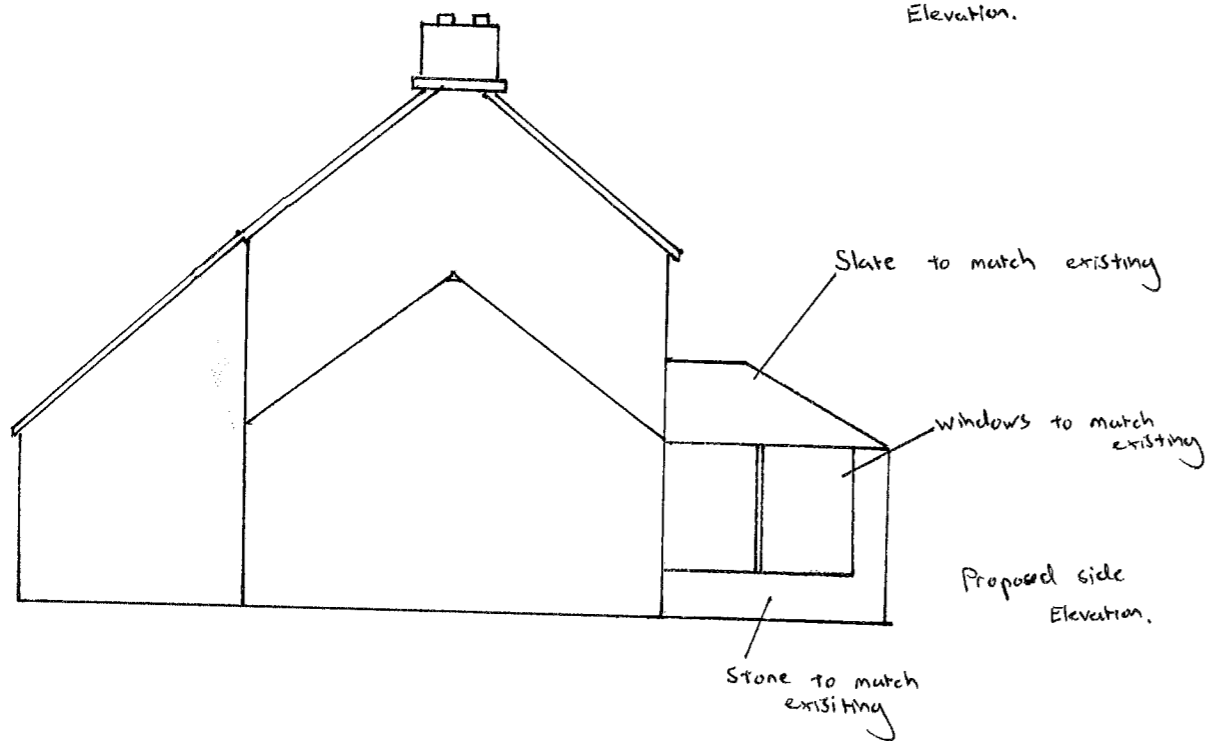 Elevation.
Slate to match existing
windows to match
existing
Proposed side
Elevation.
Stone to match
exisiting